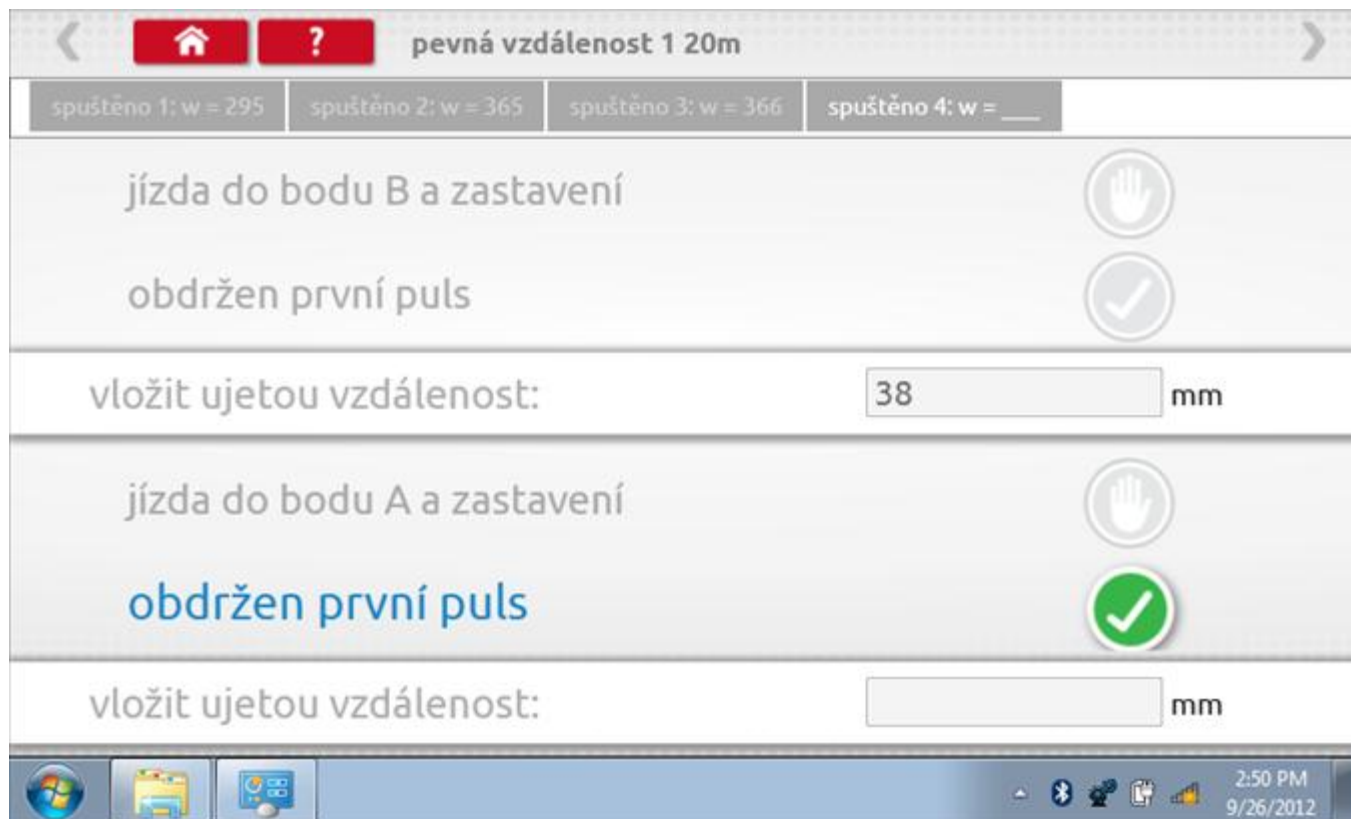 ? pevná vzdálenost 1 20m
spuštěno 1: w = 295 spuštěno 2: w = 365 spuštěno 3: w = 366 spuštěno 4: w = ___
jízda do bodu B a zastavení
obdržen první puls
vložit ujetou vzdálenost: 38 mm
jízda do bodu A a zastavení
obdržen první puls
vložit ujetou vzdálenost: mm
2:50 PM
9/26/2012